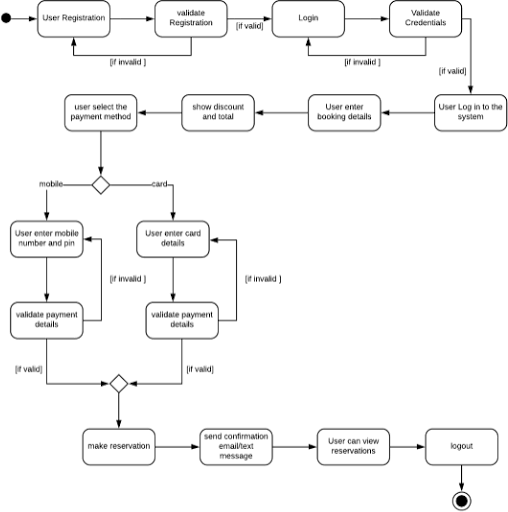 User Registration
validate
Registration
[if valid]
Login
Validate
Credentials
[if invalid ]
[if invalid ]
[if valid]
user select the
payment method
show discount
and total
User enter
booking details
User Log in to the
system
mobile
card
User enter mobile
number and pin
User enter card
details
[if invalid ]
[if invalid ]
validate payment
details
validate payment
details
[if valid]
[if valid]
make reservation
send confirmation
email/text
message
User can view
reservations
logout